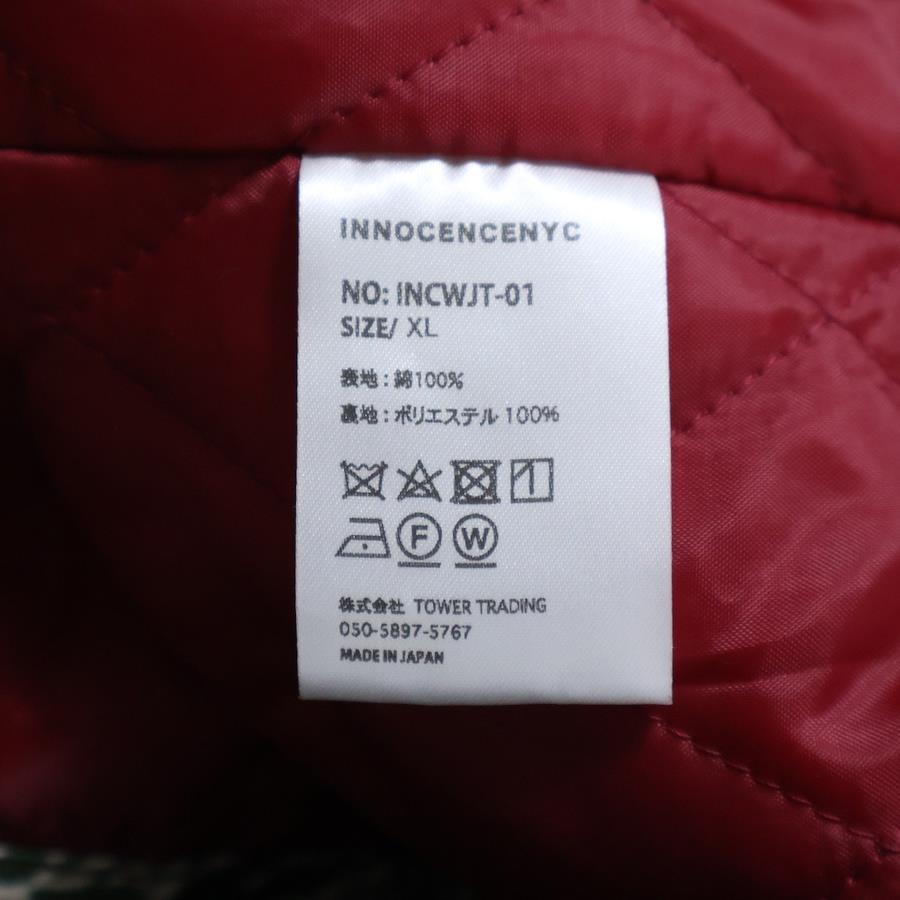 INNOCENCENYC
NO: INCWJT-01
SIZE/ XL
表地：綿100%
裏地：ポリエステル 100%
F W
株式会社 TOWER TRADING
050-5897-5767
MADE IN JAPAN